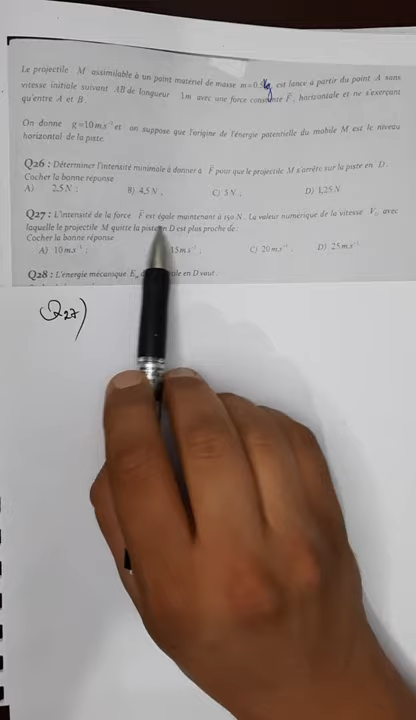 Le projectile M assimilable à un point matériel de masse m=0,5kg est lancé à partir du point A sans
vitesse initiale suivant AB de longueur 1m avec une force constante F, horizontale et ne s'exerçant
qu'entre A et B
On donne g=10m.s⁻² et on suppose que l'origine de l'énergie potentielle du mobile M est le niveau
horizontal de la piste.
Q26 : Déterminer l'intensité minimale à donner à F pour que le projectile M s'arrête sur la piste en D.
Cocher la bonne réponse
A) 2,5 N ; B) 4,5 N , C) 5 N ; D) 1,25 N
Q27 : L'intensité de la force F est égale maintenant à 150 N. La valeur numérique de la vitesse V avec
laquelle le projectile M quitte la piste en D est plus proche de :
Cocher la bonne réponse
A) 10 m.s⁻¹ ; 15 m.s⁻¹ ; C) 20 m.s⁻¹ ; D) 25 m.s⁻¹
Q28 : L'énergie mécanique en D vaut :
Q27)